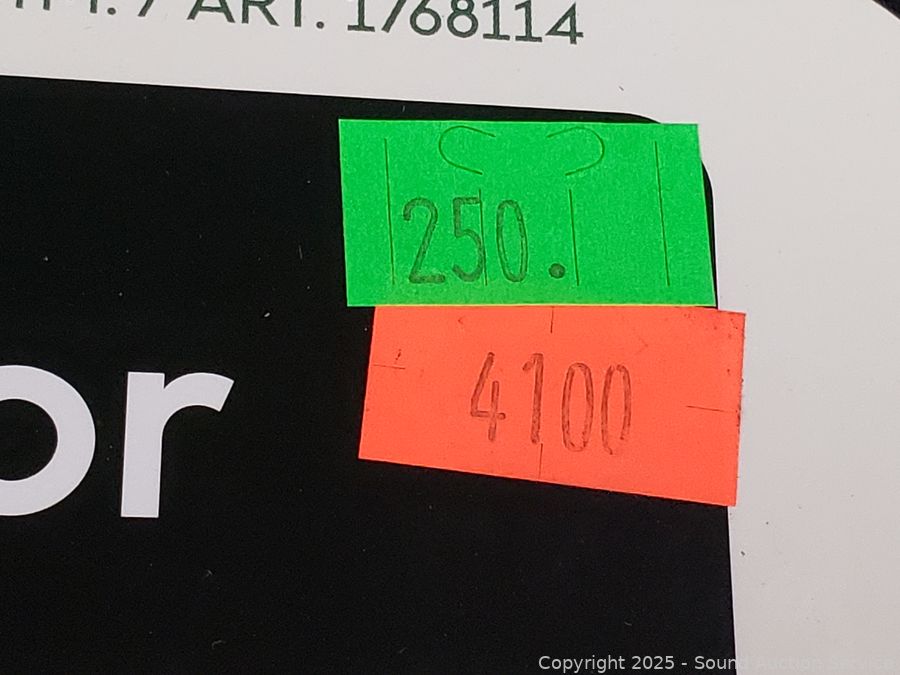 ART. 1768114
250.
4100
or
Copyright 2025 - Sound Auction Service